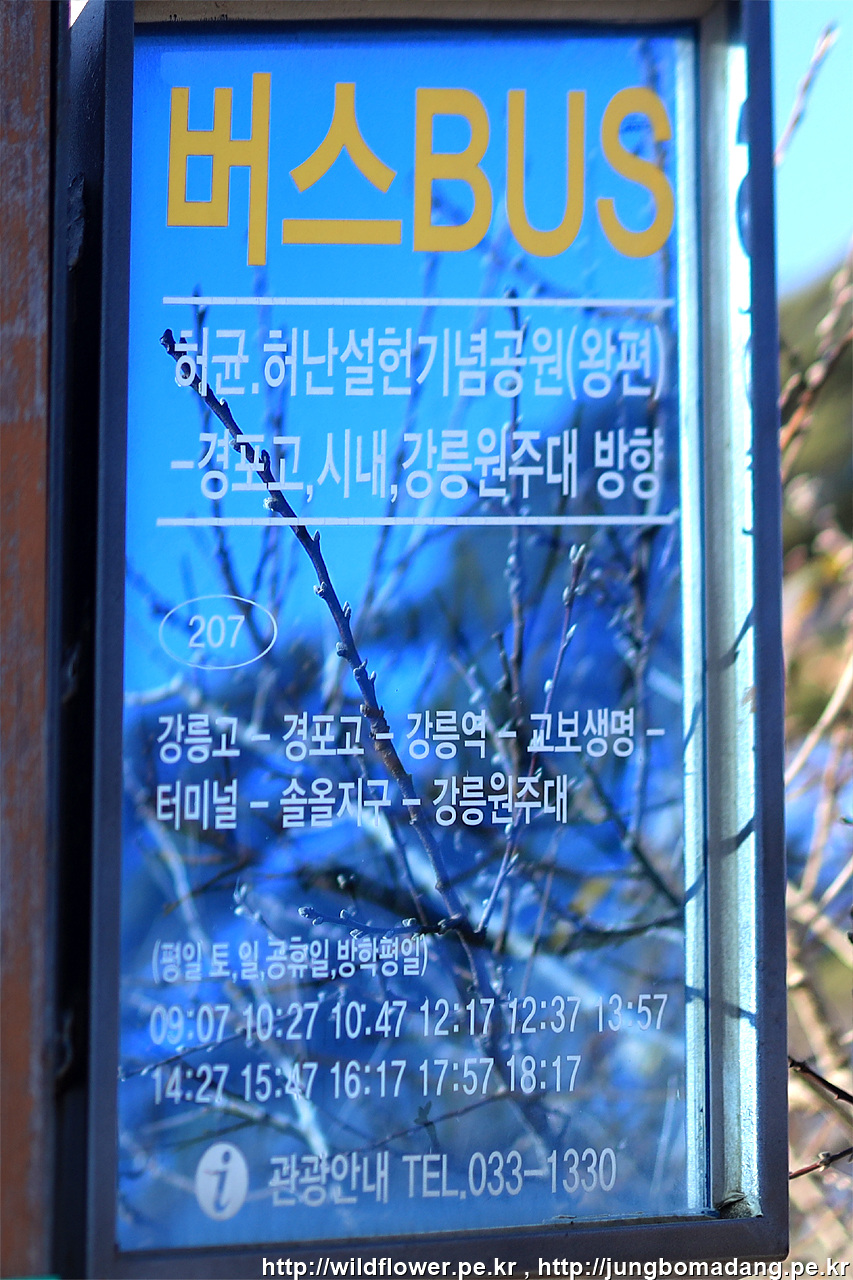 버스BUS
허균.허난설헌기념공원(왕편)
-경포고,시내,강릉원주대 방향
207
강릉고 - 경포고 - 강릉역 - 교보생명 -
터미널 - 솔올지구 - 강릉원주대
(평일 토,일,공휴일,방학평일)
09:07 10:27 10:47 12:17 12:37 13:57
14:27 15:47 16:17 17:57 18:17
i 관광안내 TEL.033-1330
http://wildflower.pe.kr , http://jungbomadang.pe.kr